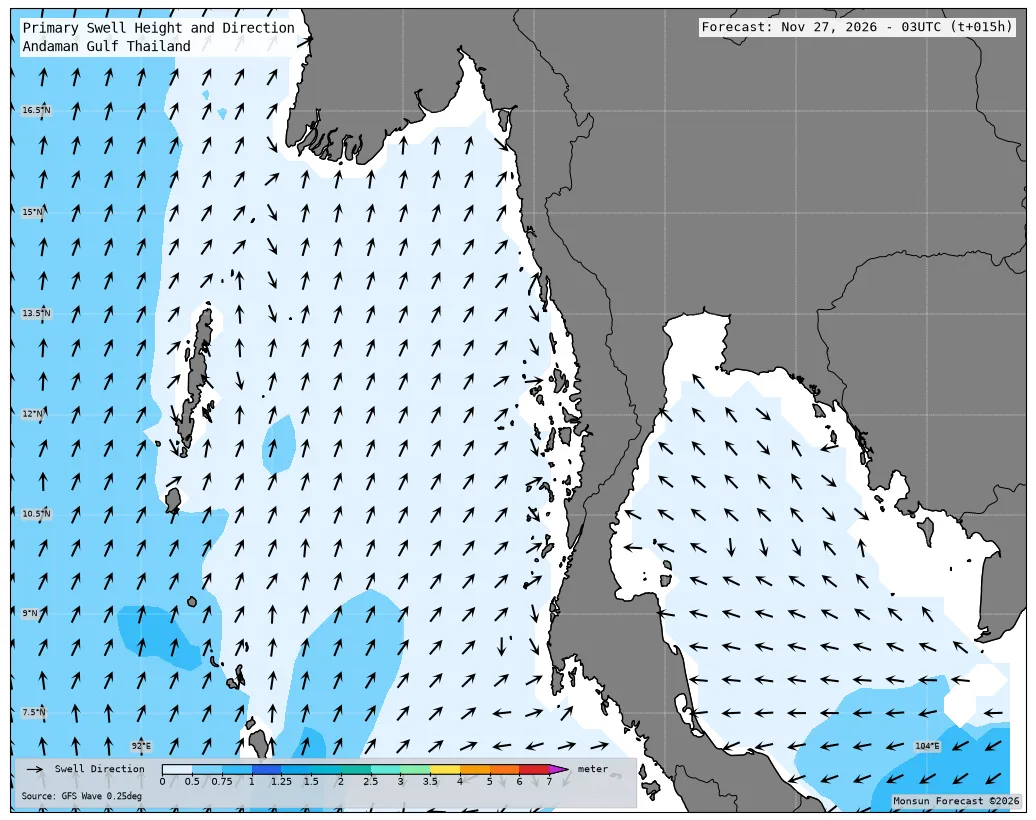 Primary Swell Height and Direction
Andaman Gulf Thailand
Forecast: Nov 27, 2026 - 03UTC (t+015h)
16.5°N
15°N
13.5°N
12°N
10.5°N
9°N
7.5°N
92°E
104°E
Swell Direction
meter
0 0.5 0.75 1 1.25 1.5 2 2.5 3 3.5 4 5 6 7
Source: GFS Wave 0.25deg
Monsun Forecast ©2026